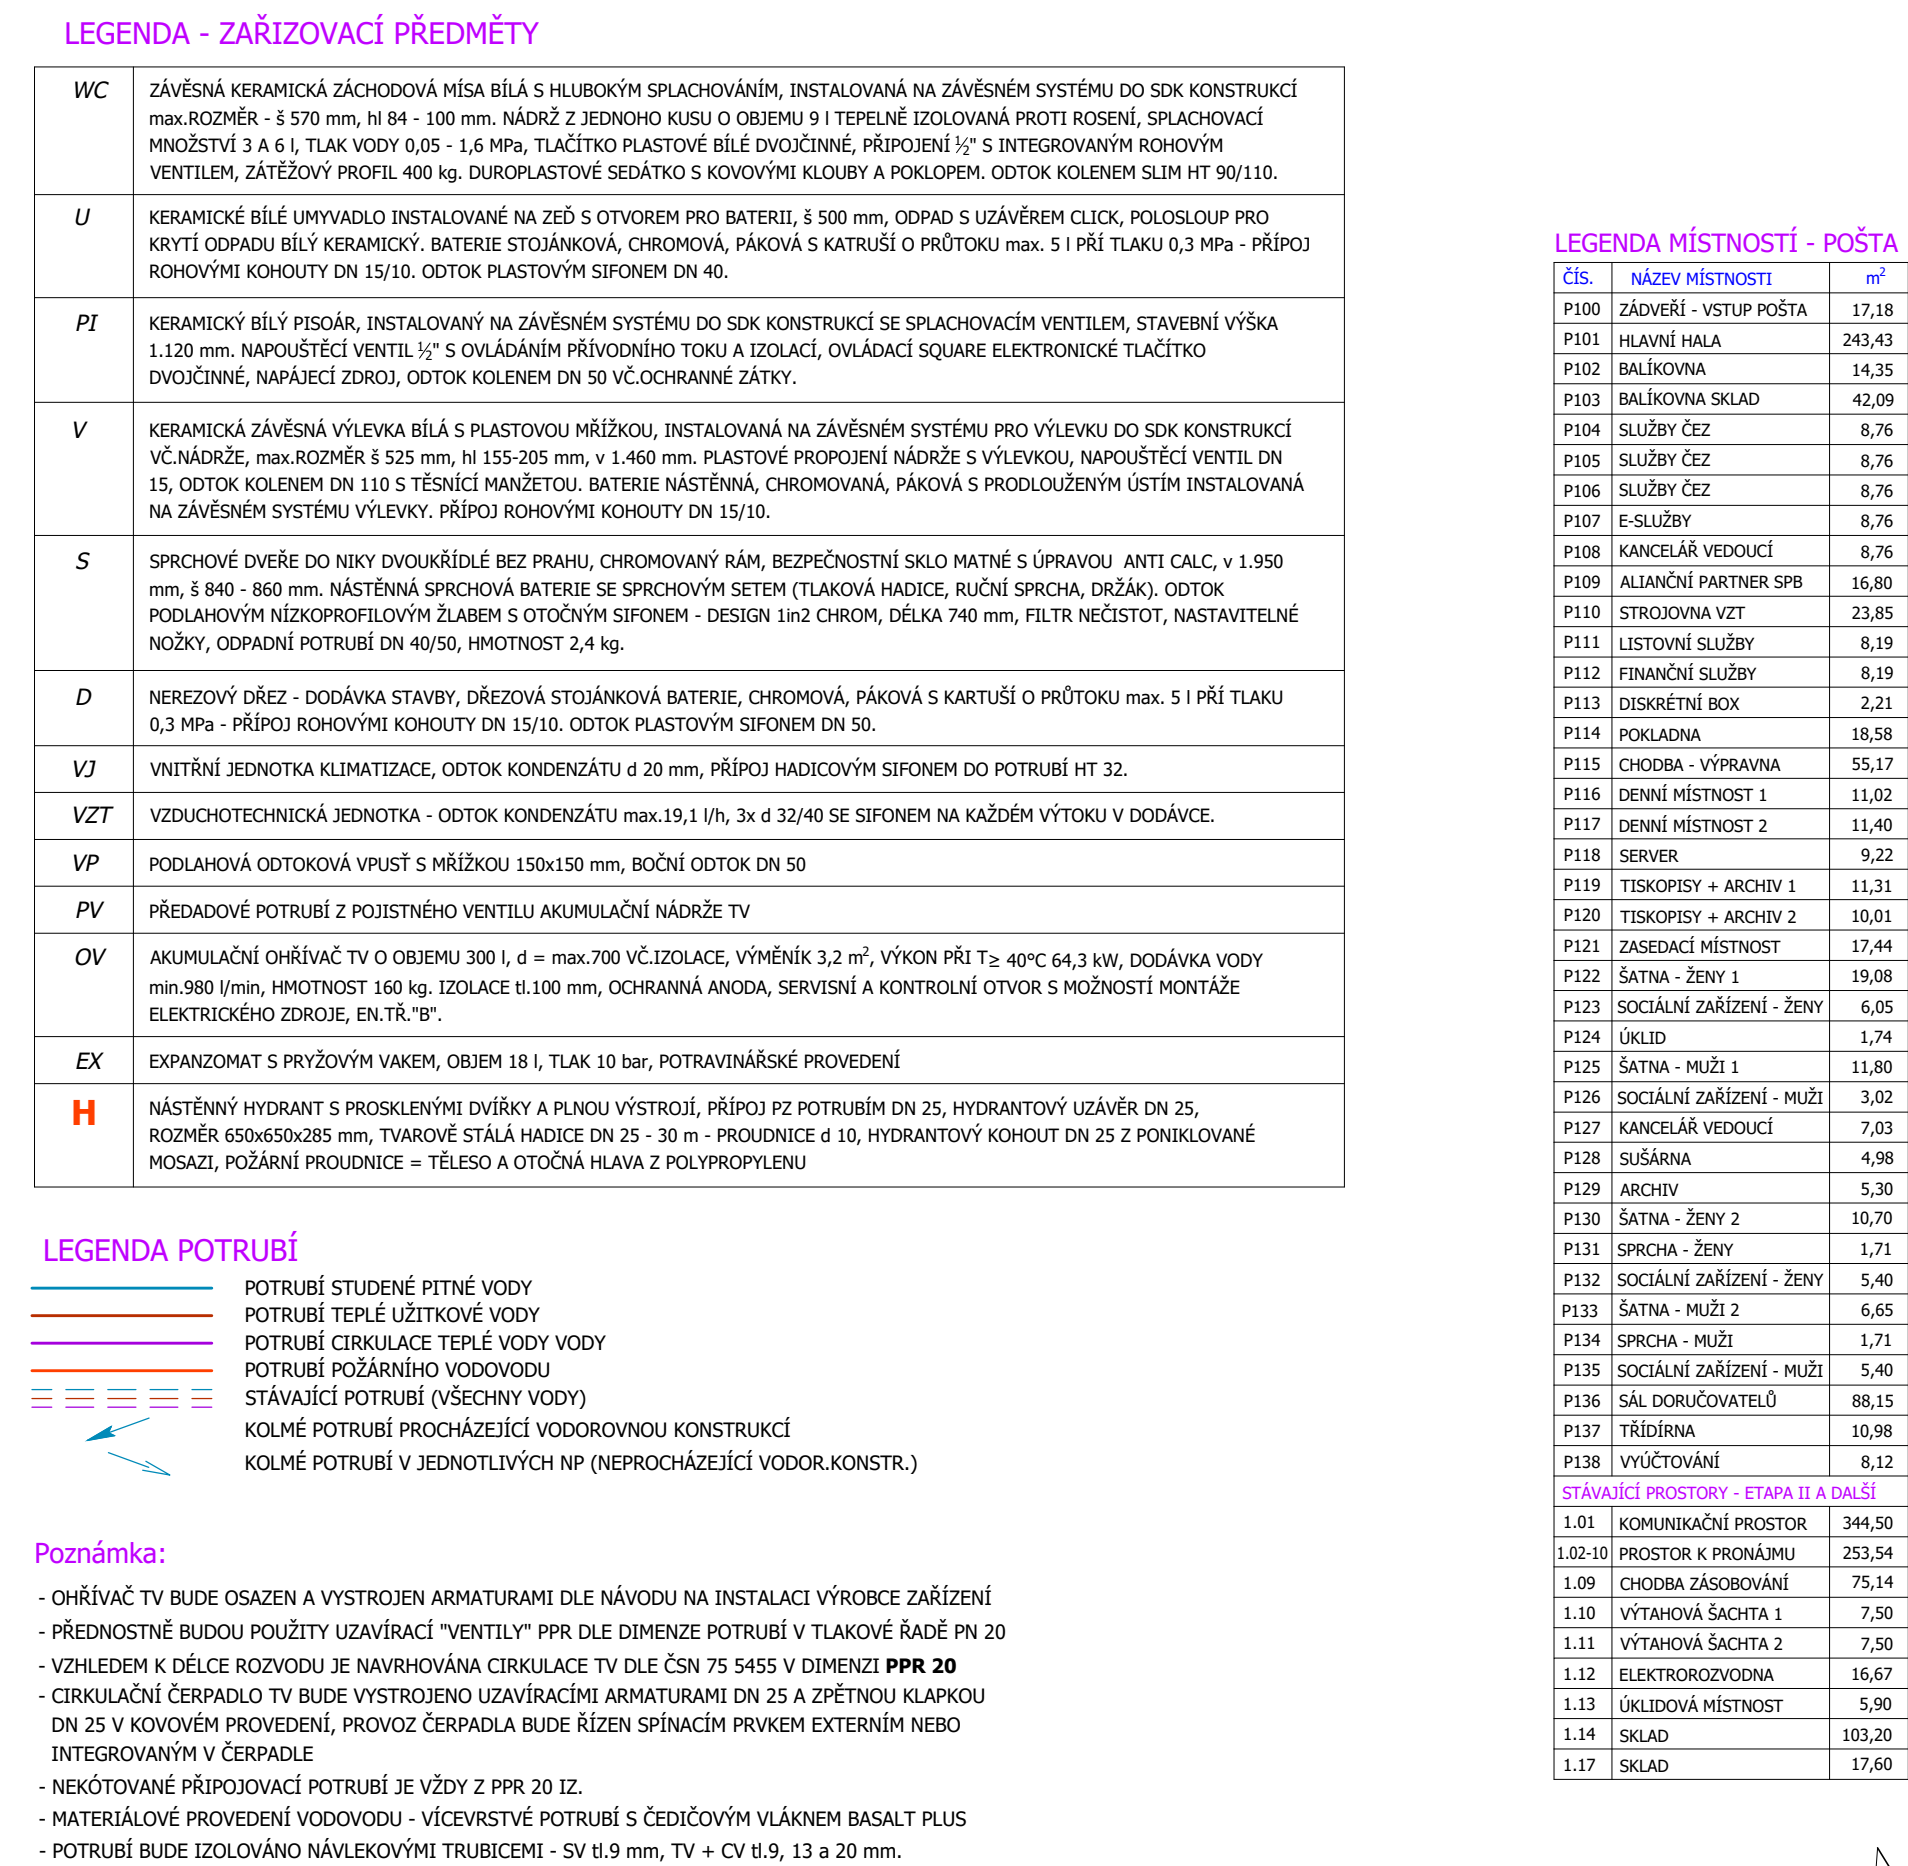 LEGENDA - ZAŘIZOVACÍ PŘEDMĚTY
WC
ZÁVĚSNÁ KERAMICKÁ ZÁCHODOVÁ MÍSA BÍLÁ S HLUBOKÝM SPLACHOVÁNÍM, INSTALOVANÁ NA ZÁVĚSNÉM SYSTÉMU DO SDK KONSTRUKCÍ
max.ROZMĚR - š 570 mm, hl 84 - 100 mm. NÁDRŽ Z JEDNOHO KUSU O OBJEMU 9 l TEPELNĚ IZOLOVANÁ PROTI ROSENÍ, SPLACHOVACÍ
MNOŽSTVÍ 3 A 6 l, TLAK VODY 0,05 - 1,6 MPa, TLAČÍTKO PLASTOVÉ BÍLÉ DVOJČINNÉ, PŘIPOJENÍ ½" S INTEGROVANÝM ROHOVÝM
VENTILEM, ZÁTĚŽOVÝ PROFIL 400 kg. DUROPLASTOVÉ SEDÁTKO S KOVOVÝMI KLOUBY A POKLOPEM. ODTOK KOLENEM SLIM HT 90/110.
U
KERAMICKÉ BÍLÉ UMYVADLO INSTALOVANÉ NA ZEĎ S OTVOREM PRO BATERII, š 500 mm, ODPAD S UZÁVĚREM CLICK, POLOSLOUP PRO
KRYTÍ ODPADU BÍLÝ KERAMICKÝ. BATERIE STOJÁNKOVÁ, CHROMOVÁ, PÁKOVÁ S KATRUŠÍ O PRŮTOKU max. 5 l PŘÍ TLAKU 0,3 MPa - PŘÍPOJ
ROHOVÝMI KOHOUTY DN 15/10. ODTOK PLASTOVÝM SIFONEM DN 40.
PI
KERAMICKÝ BÍLÝ PISOÁR, INSTALOVANÝ NA ZÁVĚSNÉM SYSTÉMU DO SDK KONSTRUKCÍ SE SPLACHOVACÍM VENTILEM, STAVEBNÍ VÝŠKA
1.120 mm. NAPOUŠTĚCÍ VENTIL ½" S OVLÁDÁNÍM PŘÍVODNÍHO TOKU A IZOLACÍ, OVLÁDACÍ SQUARE ELEKTRONICKÉ TLAČÍTKO
DVOJČINNÉ, NAPÁJECÍ ZDROJ, ODTOK KOLENEM DN 50 VČ.OCHRANNÉ ZÁTKY.
V
KERAMICKÁ ZÁVĚSNÁ VÝLEVKA BÍLÁ S PLASTOVOU MŘÍŽKOU, INSTALOVANÁ NA ZÁVĚSNÉM SYSTÉMU PRO VÝLEVKU DO SDK KONSTRUKCÍ
VČ.NÁDRŽE, max.ROZMĚR š 525 mm, hl 155-205 mm, v 1.460 mm. PLASTOVÉ PROPOJENÍ NÁDRŽE S VÝLEVKOU, NAPOUŠTĚCÍ VENTIL DN
15, ODTOK KOLENEM DN 110 S TĚSNÍCÍ MANŽETOU. BATERIE NÁSTĚNNÁ, CHROMOVANÁ, PÁKOVÁ S PRODLOUŽENÝM ÚSTÍM INSTALOVANÁ
NA ZÁVĚSNÉM SYSTÉMU VÝLEVKY. PŘÍPOJ ROHOVÝMI KOHOUTY DN 15/10.
S
SPRCHOVÉ DVEŘE DO NIKY DVOUKŘÍDLÉ BEZ PRAHU, CHROMOVANÝ RÁM, BEZPEČNOSTNÍ SKLO MATNÉ S ÚPRAVOU ANTI CALC, v 1.950
mm, š 840 - 860 mm. NÁSTĚNNÁ SPRCHOVÁ BATERIE SE SPRCHOVÝM SETEM (TLAKOVÁ HADICE, RUČNÍ SPRCHA, DRŽÁK). ODTOK
PODLAHOVÝM NÍZKOPROFILOVÝM ŽLABEM S OTOČNÝM SIFONEM - DESIGN 1in2 CHROM, DÉLKA 740 mm, FILTR NEČISTOT, NASTAVITELNÉ
NOŽKY, ODPADNÍ POTRUBÍ DN 40/50, HMOTNOST 2,4 kg.
D
NEREZOVÝ DŘEZ - DODÁVKA STAVBY, DŘEZOVÁ STOJÁNKOVÁ BATERIE, CHROMOVÁ, PÁKOVÁ S KARTUŠÍ O PRŮTOKU max. 5 l PŘÍ TLAKU
0,3 MPa - PŘÍPOJ ROHOVÝMI KOHOUTY DN 15/10. ODTOK PLASTOVÝM SIFONEM DN 50.
VJ
VNITŘNÍ JEDNOTKA KLIMATIZACE, ODTOK KONDENZÁTU d 20 mm, PŘÍPOJ HADICOVÝM SIFONEM DO POTRUBÍ HT 32.
VZT
VZDUCHOTECHNICKÁ JEDNOTKA - ODTOK KONDENZÁTU max.19,1 l/h, 3x d 32/40 SE SIFONEM NA KAŽDÉM VÝTOKU V DODÁVCE.
VP
PODLAHOVÁ ODTOKOVÁ VPUSŤ S MŘÍŽKOU 150x150 mm, BOČNÍ ODTOK DN 50
PV
PŘEDADOVÉ POTRUBÍ Z POJISTNÉHO VENTILU AKUMULAČNÍ NÁDRŽE TV
OV
AKUMULAČNÍ OHŘÍVAČ TV O OBJEMU 300 l, d = max.700 VČ.IZOLACE, VÝMĚNÍK 3,2 m², VÝKON PŘI T≥ 40°C 64,3 kW, DODÁVKA VODY
min.980 l/min, HMOTNOST 160 kg. IZOLACE tl.100 mm, OCHRANNÁ ANODA, SERVISNÍ A KONTROLNÍ OTVOR S MOŽNOSTÍ MONTÁŽE
ELEKTRICKÉHO ZDROJE, EN.TŘ."B".
EX
EXPANZOMAT S PRYŽOVÝM VAKEM, OBJEM 18 l, TLAK 10 bar, POTRAVINÁŘSKÉ PROVEDENÍ
H
NÁSTĚNNÝ HYDRANT S PROSKLENÝMI DVÍŘKY A PLNOU VÝSTROJÍ, PŘÍPOJ PZ POTRUBÍM DN 25, HYDRANTOVÝ UZÁVĚR DN 25,
ROZMĚR 650x650x285 mm, TVAROVĚ STÁLÁ HADICE DN 25 - 30 m - PROUDNICE d 10, HYDRANTOVÝ KOHOUT DN 25 Z PONIKLOVANÉ
MOSAZI, POŽÁRNÍ PROUDNICE = TĚLESO A OTOČNÁ HLAVA Z POLYPROPYLENU
LEGENDA POTRUBÍ
POTRUBÍ STUDENÉ PITNÉ VODY
POTRUBÍ TEPLÉ UŽITKOVÉ VODY
POTRUBÍ CIRKULACE TEPLÉ VODY VODY
POTRUBÍ POŽÁRNÍHO VODOVODU
STÁVAJÍCÍ POTRUBÍ (VŠECHNY VODY)
KOLMÉ POTRUBÍ PROCHÁZEJÍCÍ VODOROVNOU KONSTRUKCÍ
KOLMÉ POTRUBÍ V JEDNOTLIVÝCH NP (NEPROCHÁZEJÍCÍ VODOR.KONSTR.)
Poznámka:
- OHŘÍVAČ TV BUDE OSAZEN A VYSTROJEN ARMATURAMI DLE NÁVODU NA INSTALACI VÝROBCE ZAŘÍZENÍ
- PŘEDNOSTNĚ BUDOU POUŽITY UZAVÍRACÍ "VENTILY" PPR DLE DIMENZE POTRUBÍ V TLAKOVÉ ŘADĚ PN 20
- VZHLEDEM K DÉLCE ROZVODU JE NAVRHOVÁNA CIRKULACE TV DLE ČSN 75 5455 V DIMENZI PPR 20
- CIRKULAČNÍ ČERPADLO TV BUDE VYSTROJENO UZAVÍRACÍMI ARMATURAMI DN 25 A ZPĚTNOU KLAPKOU
DN 25 V KOVOVÉM PROVEDENÍ, PROVOZ ČERPADLA BUDE ŘÍZEN SPÍNACÍM PRVKEM EXTERNÍM NEBO
INTEGROVANÝM V ČERPADLE
- NEKÓTOVANÉ PŘIPOJOVACÍ POTRUBÍ JE VŽDY Z PPR 20 IZ.
- MATERIÁLOVÉ PROVEDENÍ VODOVODU - VÍCEVRSTVÉ POTRUBÍ S ČEDIČOVÝM VLÁKNEM BASALT PLUS
- POTRUBÍ BUDE IZOLOVÁNO NÁVLEKOVÝMI TRUBICEMI - SV tl.9 mm, TV + CV tl.9, 13 a 20 mm.
LEGENDA MÍSTNOSTÍ - POŠTA
ČÍS. NÁZEV MÍSTNOSTI m²
P100 ZÁDVEŘÍ - VSTUP POŠTA 17,18
P101 HLAVNÍ HALA 243,43
P102 BALÍKOVNA 14,35
P103 BALÍKOVNA SKLAD 42,09
P104 SLUŽBY ČEZ 8,76
P105 SLUŽBY ČEZ 8,76
P106 SLUŽBY ČEZ 8,76
P107 E-SLUŽBY 8,76
P108 KANCELÁŘ VEDOUCÍ 8,76
P109 ALIANČNÍ PARTNER SPB 16,80
P110 STROJOVNA VZT 23,85
P111 LISTOVNÍ SLUŽBY 8,19
P112 FINANČNÍ SLUŽBY 8,19
P113 DISKRÉTNÍ BOX 2,21
P114 POKLADNA 18,58
P115 CHODBA - VÝPRAVNA 55,17
P116 DENNÍ MÍSTNOST 1 11,02
P117 DENNÍ MÍSTNOST 2 11,40
P118 SERVER 9,22
P119 TISKOPISY + ARCHIV 1 11,31
P120 TISKOPISY + ARCHIV 2 10,01
P121 ZASEDACÍ MÍSTNOST 17,44
P122 ŠATNA - ŽENY 1 19,08
P123 SOCIÁLNÍ ZAŘÍZENÍ - ŽENY 6,05
P124 ÚKLID 1,74
P125 ŠATNA - MUŽI 1 11,80
P126 SOCIÁLNÍ ZAŘÍZENÍ - MUŽI 3,02
P127 KANCELÁŘ VEDOUCÍ 7,03
P128 SUŠÁRNA 4,98
P129 ARCHIV 5,30
P130 ŠATNA - ŽENY 2 10,70
P131 SPRCHA - ŽENY 1,71
P132 SOCIÁLNÍ ZAŘÍZENÍ - ŽENY 5,40
P133 ŠATNA - MUŽI 2 6,65
P134 SPRCHA - MUŽI 1,71
P135 SOCIÁLNÍ ZAŘÍZENÍ - MUŽI 5,40
P136 SÁL DORUČOVATELŮ 88,15
P137 TŘÍDÍRNA 10,98
P138 VYÚČTOVÁNÍ 8,12
STÁVAJÍCÍ PROSTORY - ETAPA II A DALŠÍ
1.01 KOMUNIKAČNÍ PROSTOR 344,50
1.02-10 PROSTOR K PRONÁJMU 253,54
1.09 CHODBA ZÁSOBOVÁNÍ 75,14
1.10 VÝTAHOVÁ ŠACHTA 1 7,50
1.11 VÝTAHOVÁ ŠACHTA 2 7,50
1.12 ELEKTROROZVODNA 16,67
1.13 ÚKLIDOVÁ MÍSTNOST 5,90
1.14 SKLAD 103,20
1.17 SKLAD 17,60